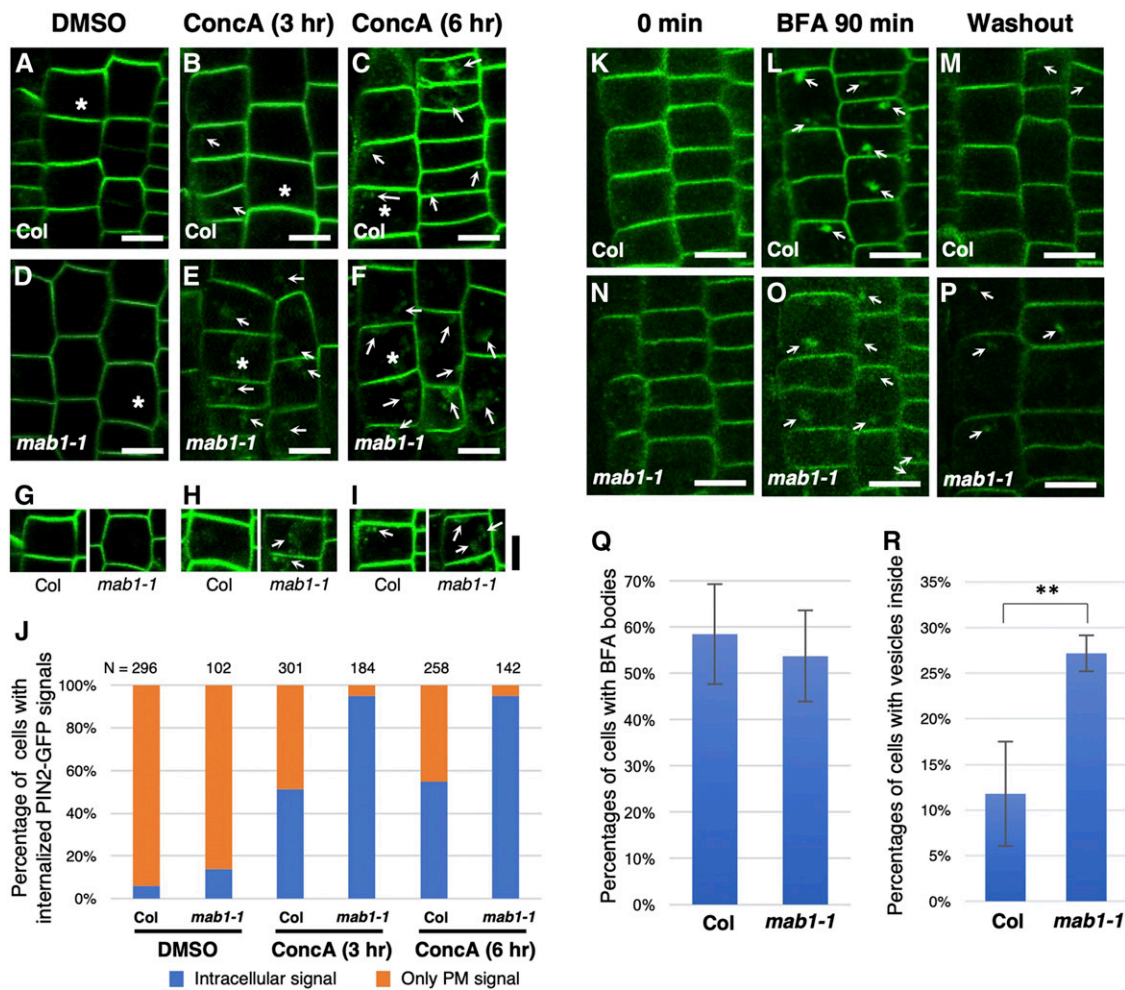 DMSO ConcA (3 hr) ConcA (6 hr)
0 min BFA 90 min Washout
A B C
* * *
Col Col Col
D E F
* * *
mab1-1 mab1-1 mab1-1
K L M
Col Col Col
N O P
mab1-1 mab1-1 mab1-1
G H I
Col mab1-1 Col mab1-1 Col mab1-1
J
N = 296 102 301 184 258 142
Percentage of cells with
internalized PIN2-GFP signals
100%
80%
60%
40%
20%
0%
Col mab1-1 Col mab1-1 Col mab1-1
DMSO ConcA (3 hr) ConcA (6 hr)
Intracellular signal Only PM signal
Q
Percentages of cells with BFA bodies
70%
60%
50%
40%
30%
20%
10%
0%
Col mab1-1
R
Percentages of cells with vesicles inside
35%
30%
25%
20%
15%
10%
5%
0%
**
Col mab1-1